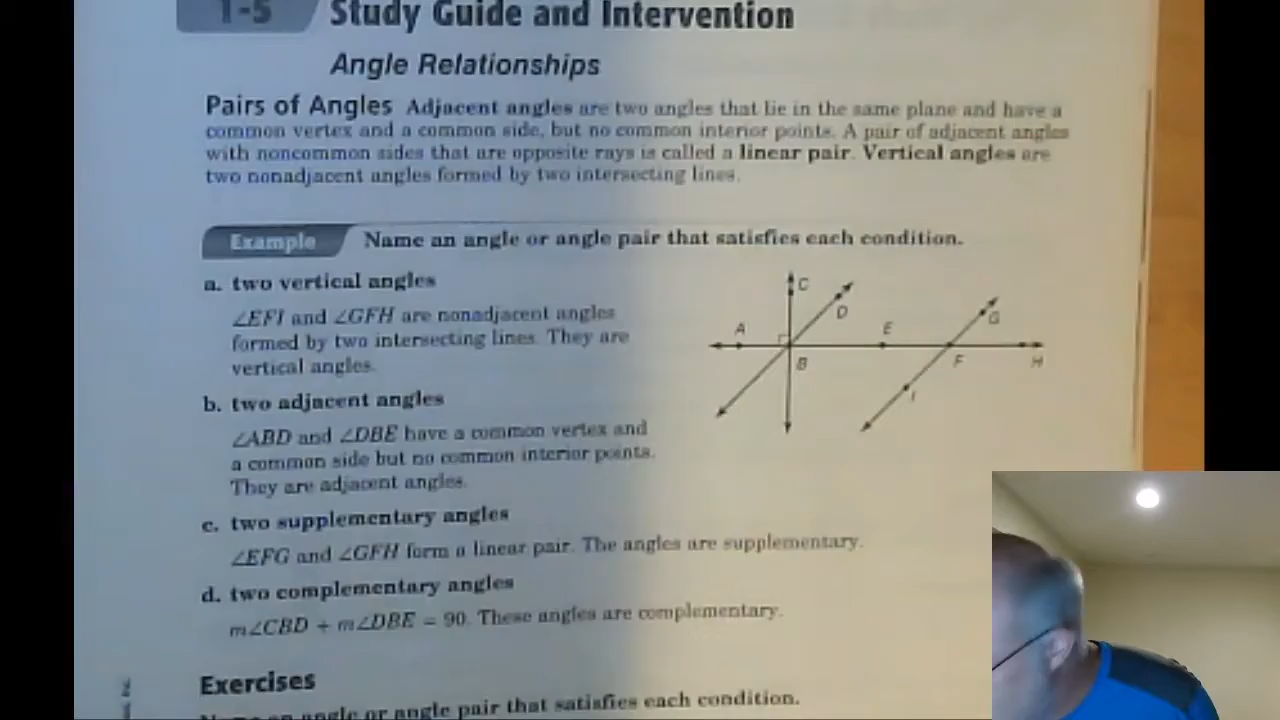 1-5 Study Guide and Intervention
Angle Relationships
Pairs of Angles Adjacent angles are two angles that lie in the same plane and have a
common vertex and a common side, but no common interior points. A pair of adjacent angles
with noncommon sides that are opposite rays is called a linear pair. Vertical angles are
two nonadjacent angles formed by two intersecting lines.
Example Name an angle or angle pair that satisfies each condition.
a. two vertical angles
∠EFI and ∠GFH are nonadjacent angles
formed by two intersecting lines. They are
vertical angles.
b. two adjacent angles
∠ABD and ∠DBE have a common vertex and
a common side but no common interior points.
They are adjacent angles.
c. two supplementary angles
∠EFG and ∠GFH form a linear pair. The angles are supplementary.
d. two complementary angles
m∠CBD + m∠DBE = 90. These angles are complementary.
C
D
G
A
E
B
F
H
I
Exercises
Name an angle or angle pair that satisfies each condition.